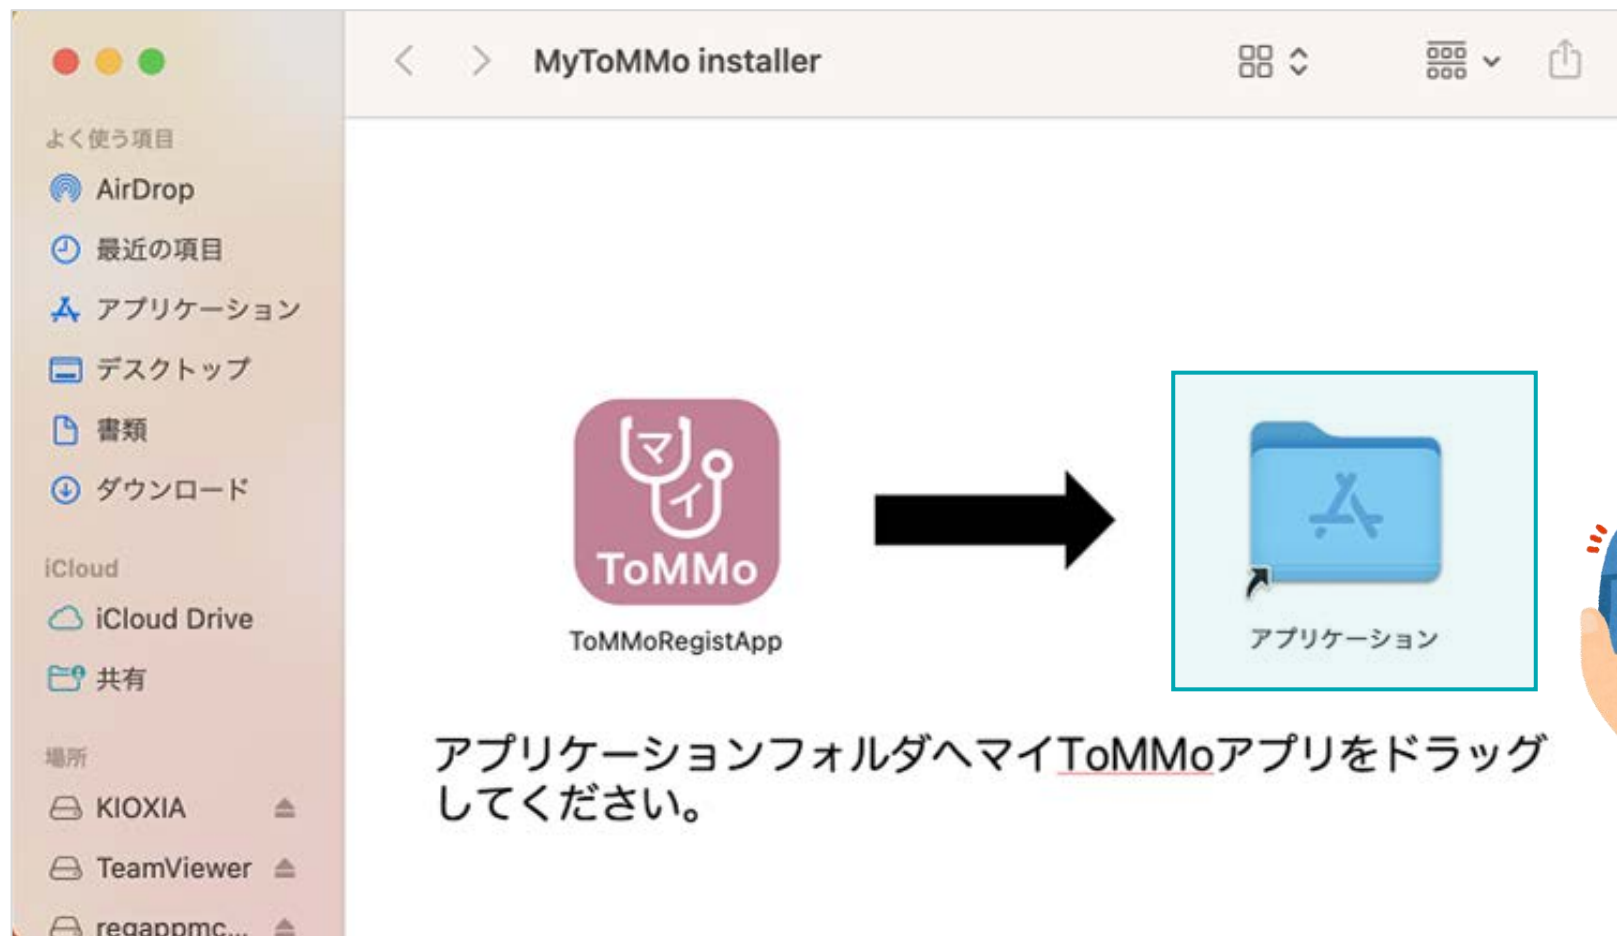 MyToMMo installer
よく使う項目
AirDrop
最近の項目
アプリケーション
デスクトップ
書類
ダウンロード
iCloud
iCloud Drive
共有
場所
KIOXIA
TeamViewer
regappmc...
マイ
ToMMo
ToMMoRegistApp
アプリケーション
アプリケーションフォルダへマイToMMoアプリをドラッグ
してください。